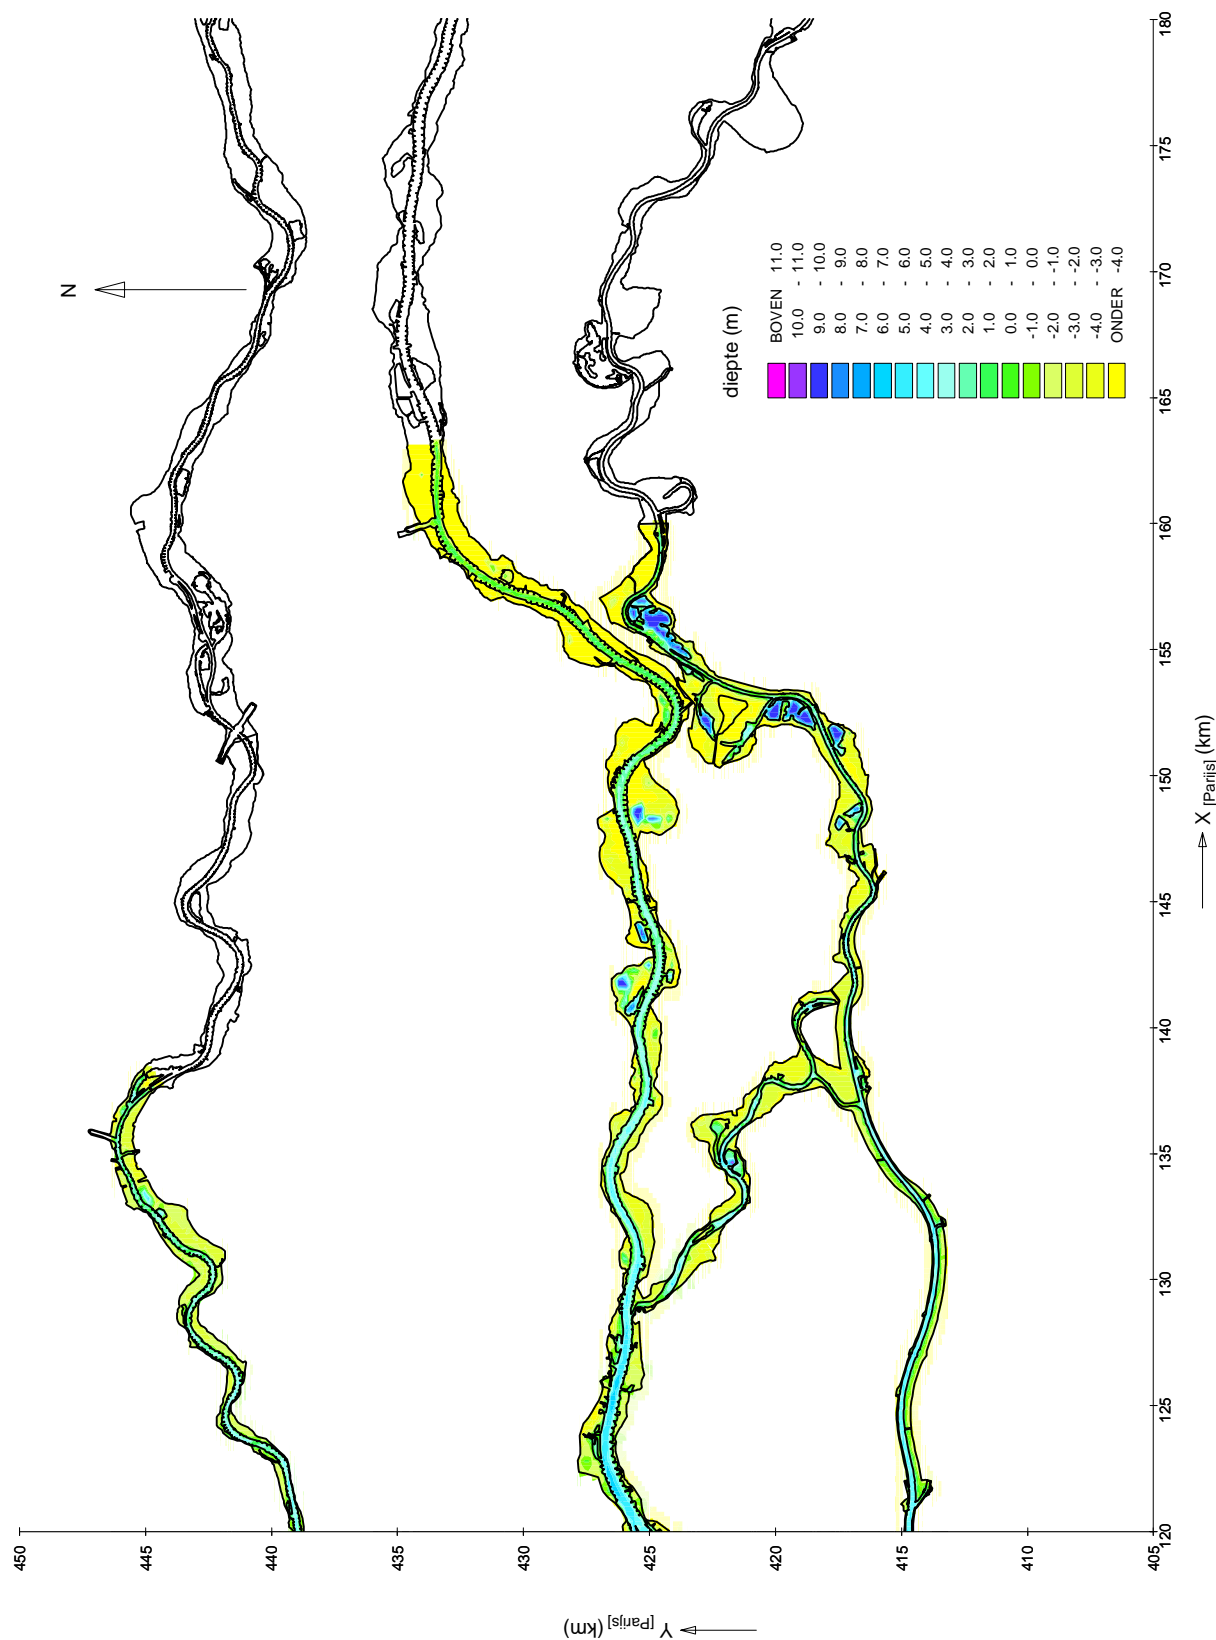 N
diepte (m)
BOVEN 11.0
10.0 - 11.0
9.0 - 10.0
8.0 - 9.0
7.0 - 8.0
6.0 - 7.0
5.0 - 6.0
4.0 - 5.0
3.0 - 4.0
2.0 - 3.0
1.0 - 2.0
0.0 - 1.0
-1.0 - 0.0
-2.0 - -1.0
-3.0 - -2.0
-4.0 - -3.0
ONDER -4.0
450
445
440
435
430
425
420
415
410
405
Y [Parijs] (km)
120
125
130
135
140
145
150
155
160
165
170
175
180
X [Parijs] (km)